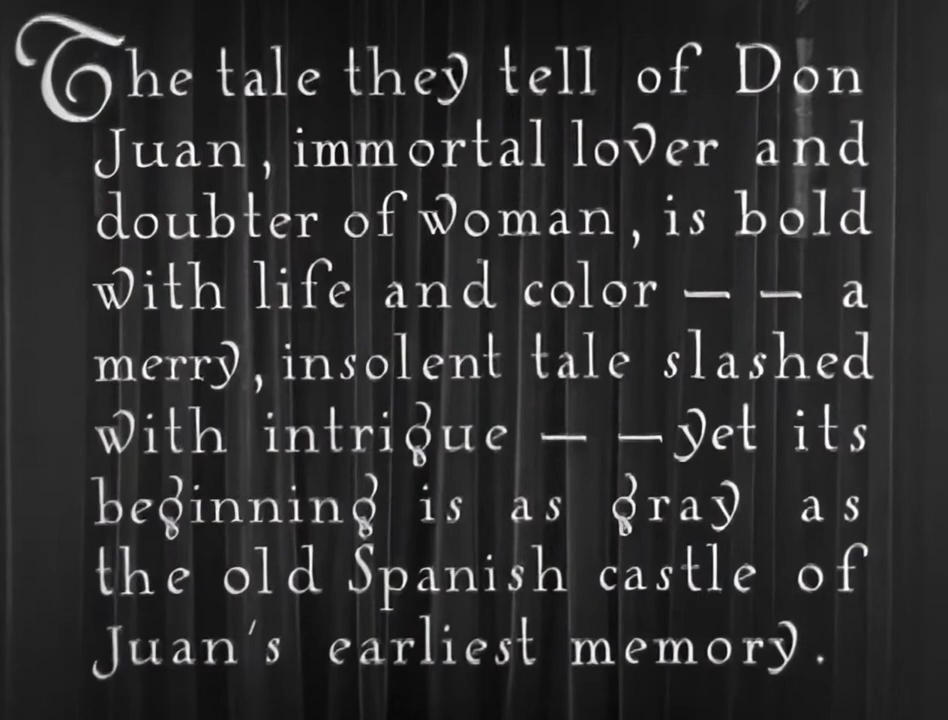 The tale they tell of Don
Juan, immortal lover and
doubter of woman, is bold
with life and color — — a
merry, insolent tale slashed
with intrigue — — yet its
beginning is as gray as
the old Spanish castle of
Juan's earliest memory.